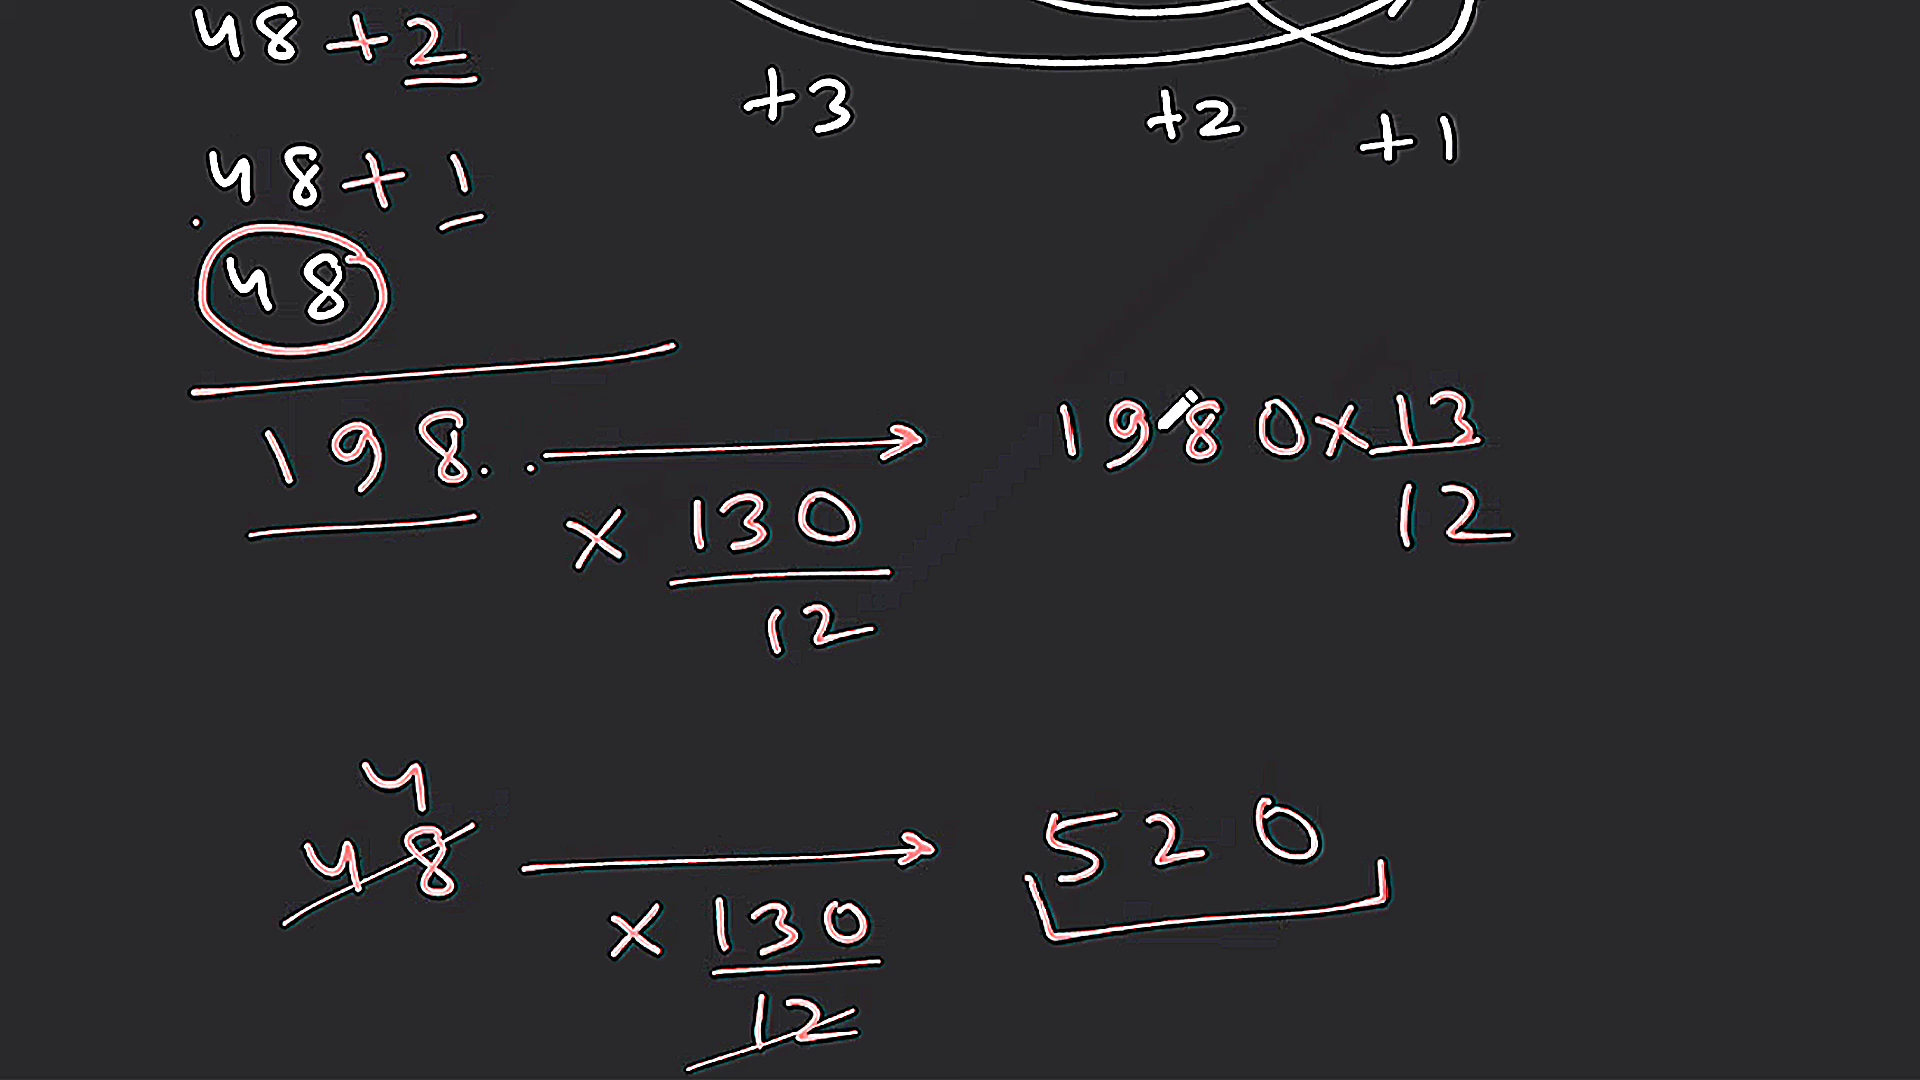 48 + 2
+3 +2 +1
48 + 1
48
198 → 1980 x 13/12
x 130/12
4
48 → 520
x 130/12